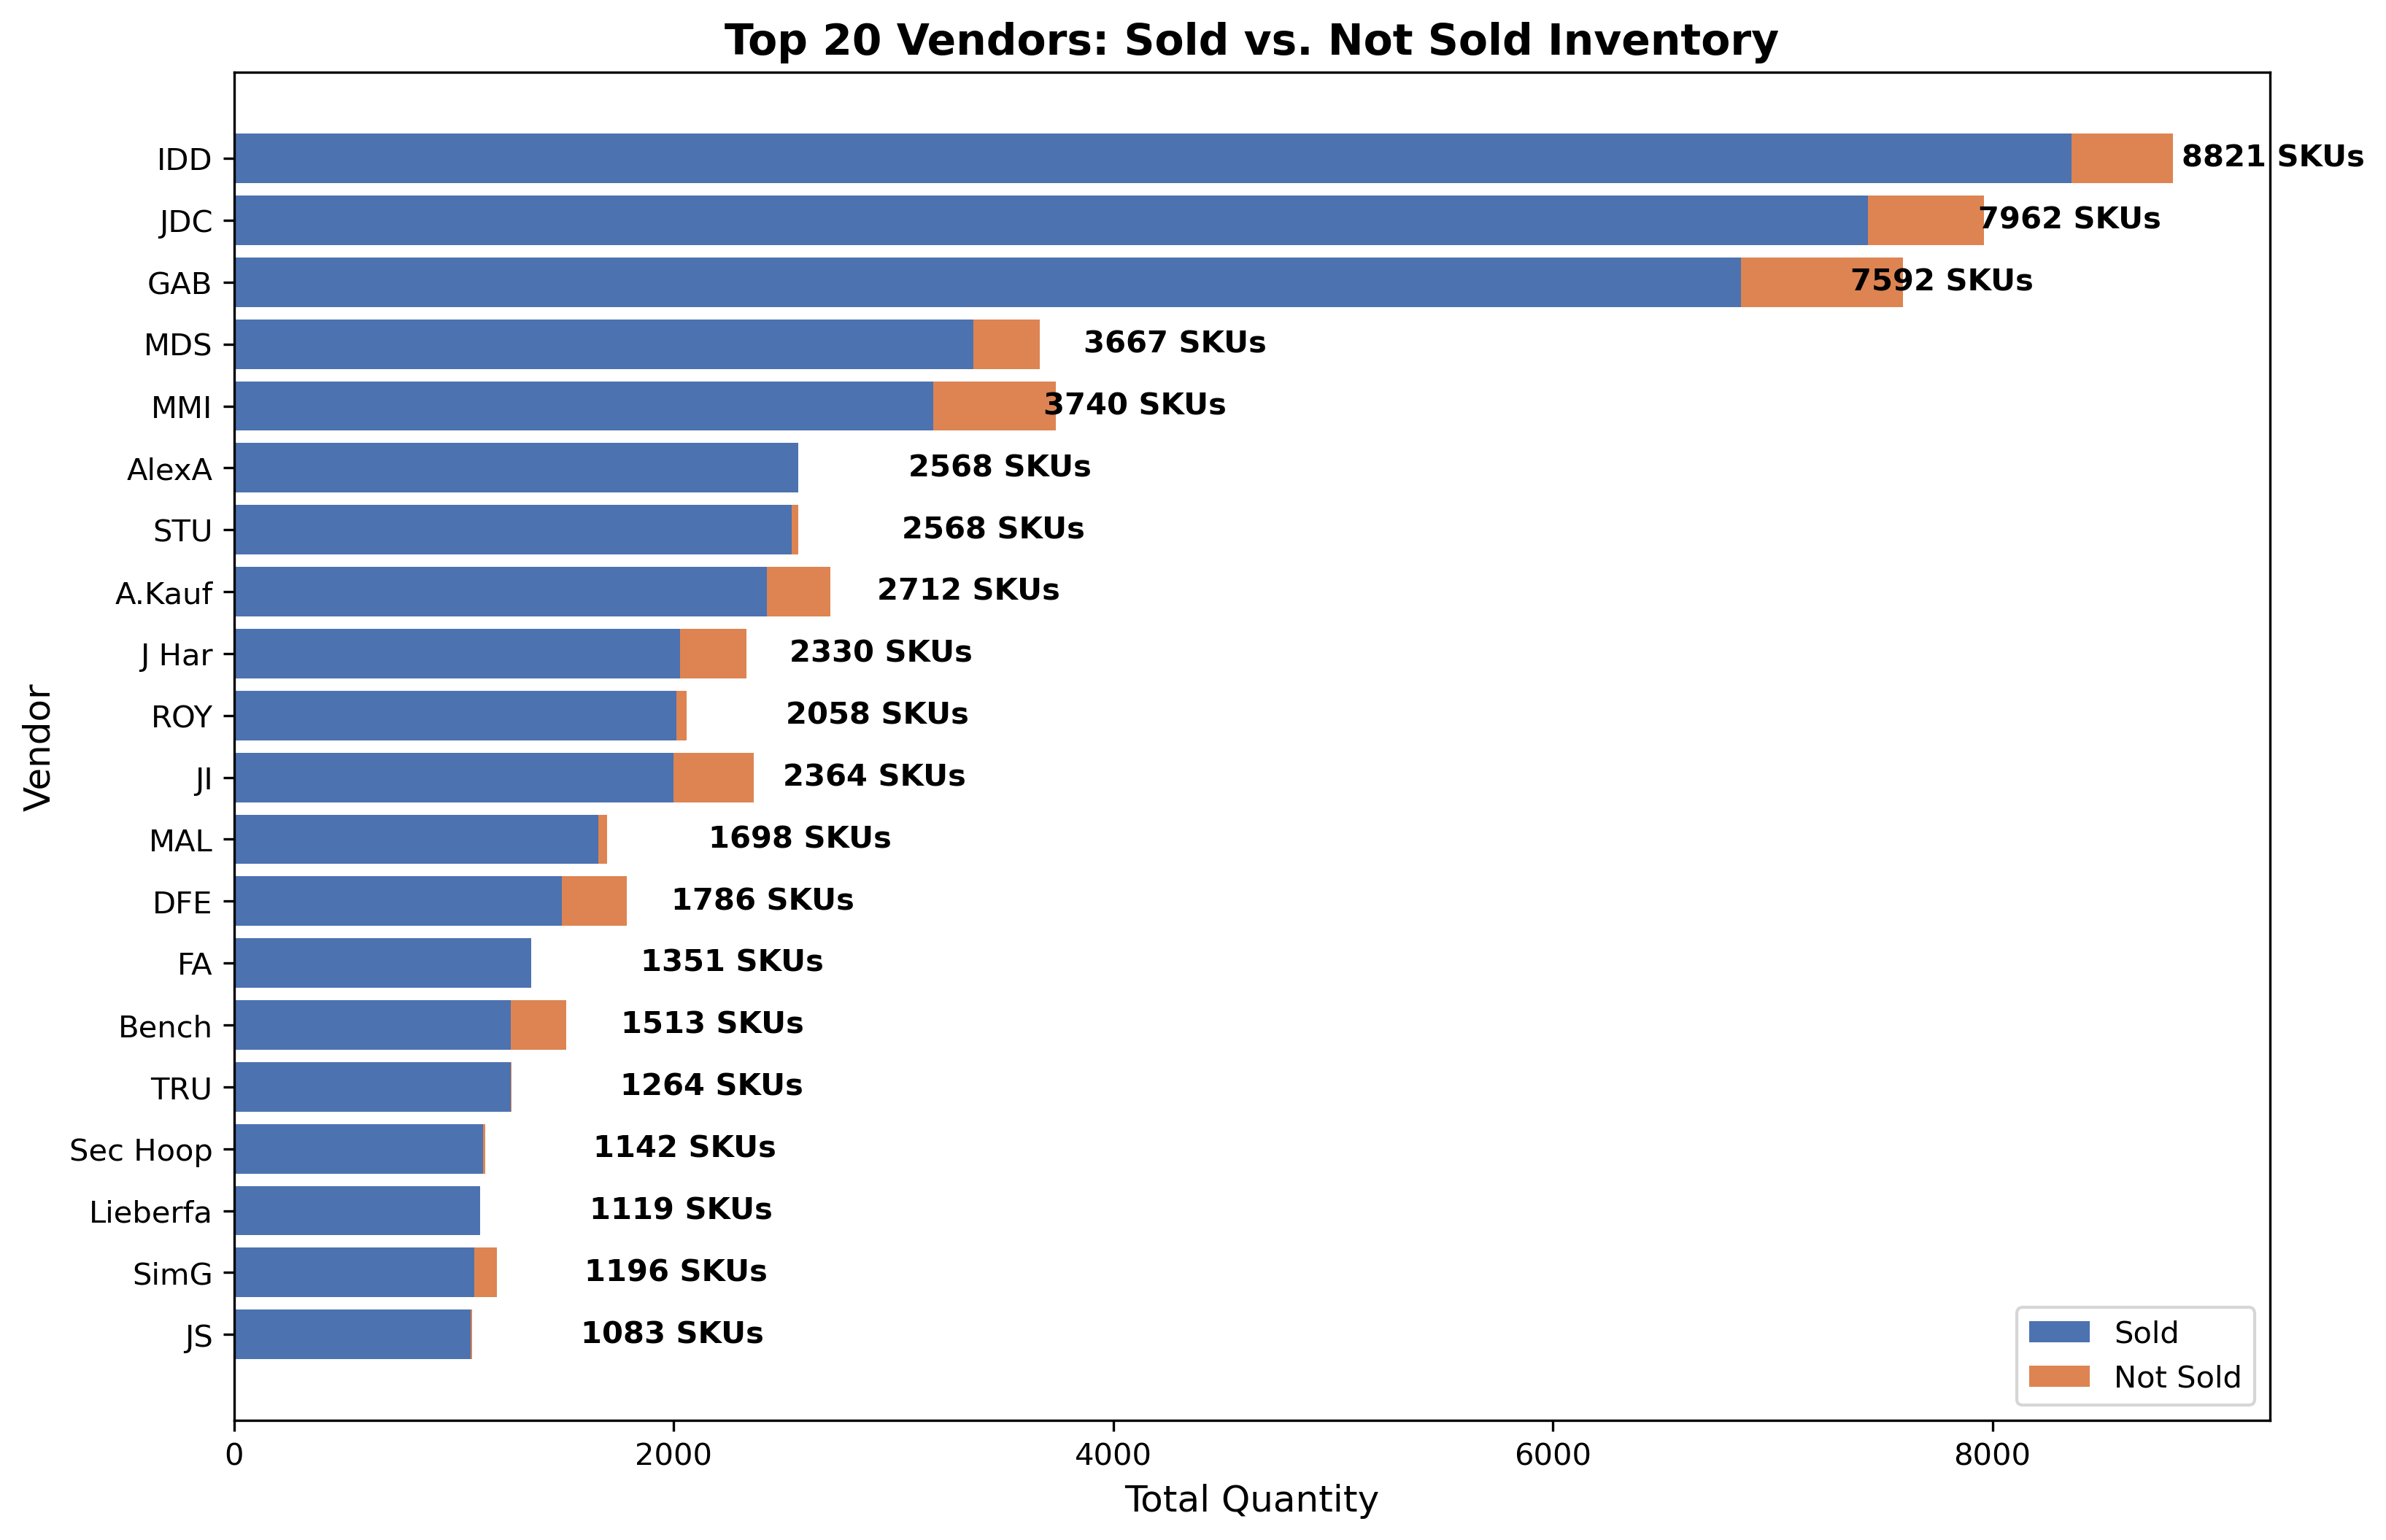 Top 20 Vendors: Sold vs. Not Sold Inventory
IDD 8821 SKUs
JDC 7962 SKUs
GAB 7592 SKUs
MDS 3667 SKUs
MMI 3740 SKUs
AlexA 2568 SKUs
STU 2568 SKUs
A.Kauf 2712 SKUs
J Har 2330 SKUs
ROY 2058 SKUs
JI 2364 SKUs
MAL 1698 SKUs
DFE 1786 SKUs
FA 1351 SKUs
Bench 1513 SKUs
TRU 1264 SKUs
Sec Hoop 1142 SKUs
Lieberfa 1119 SKUs
SimG 1196 SKUs
JS 1083 SKUs
Vendor
Sold
Not Sold
0 2000 4000 6000 8000
Total Quantity